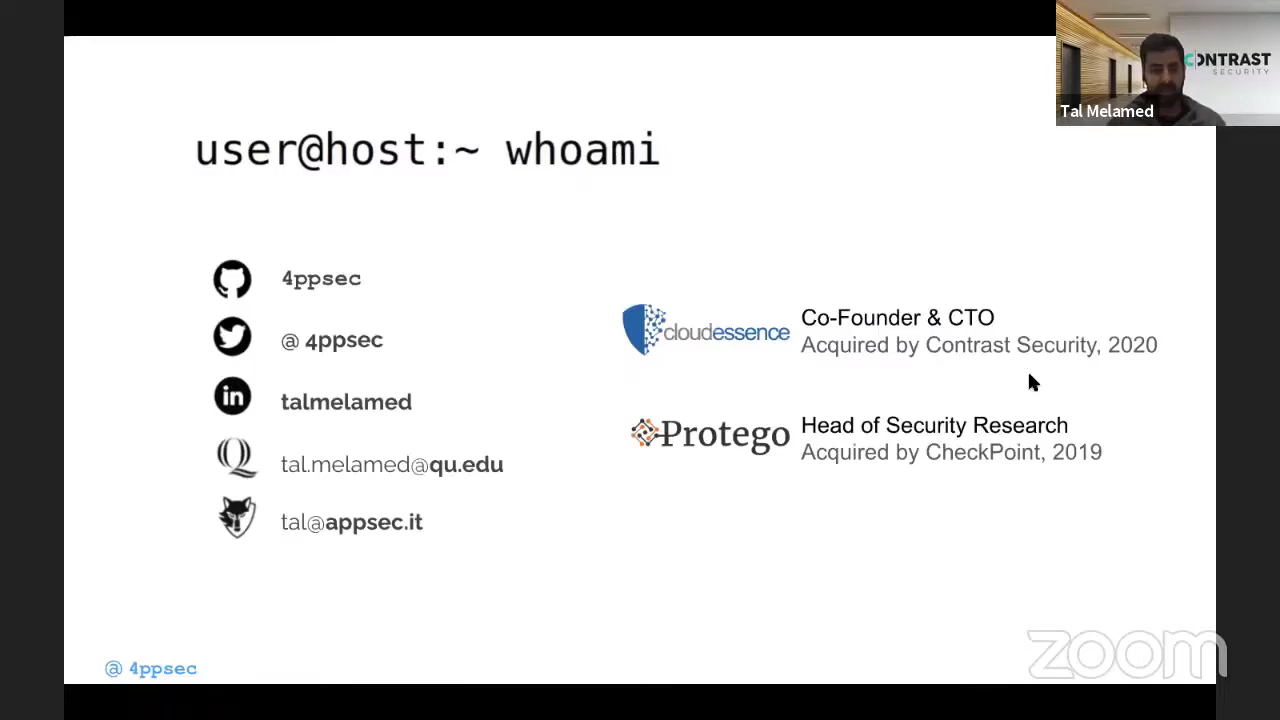 CONTRAST
SECURITY
Tal Melamed
user@host:~ whoami
4ppsec
@ 4ppsec
in
talmelamed
tal.melamed@qu.edu
tal@appsec.it
cloudessence
Co-Founder & CTO
Acquired by Contrast Security, 2020
Protego
Head of Security Research
Acquired by CheckPoint, 2019
@ 4ppsec
zoom